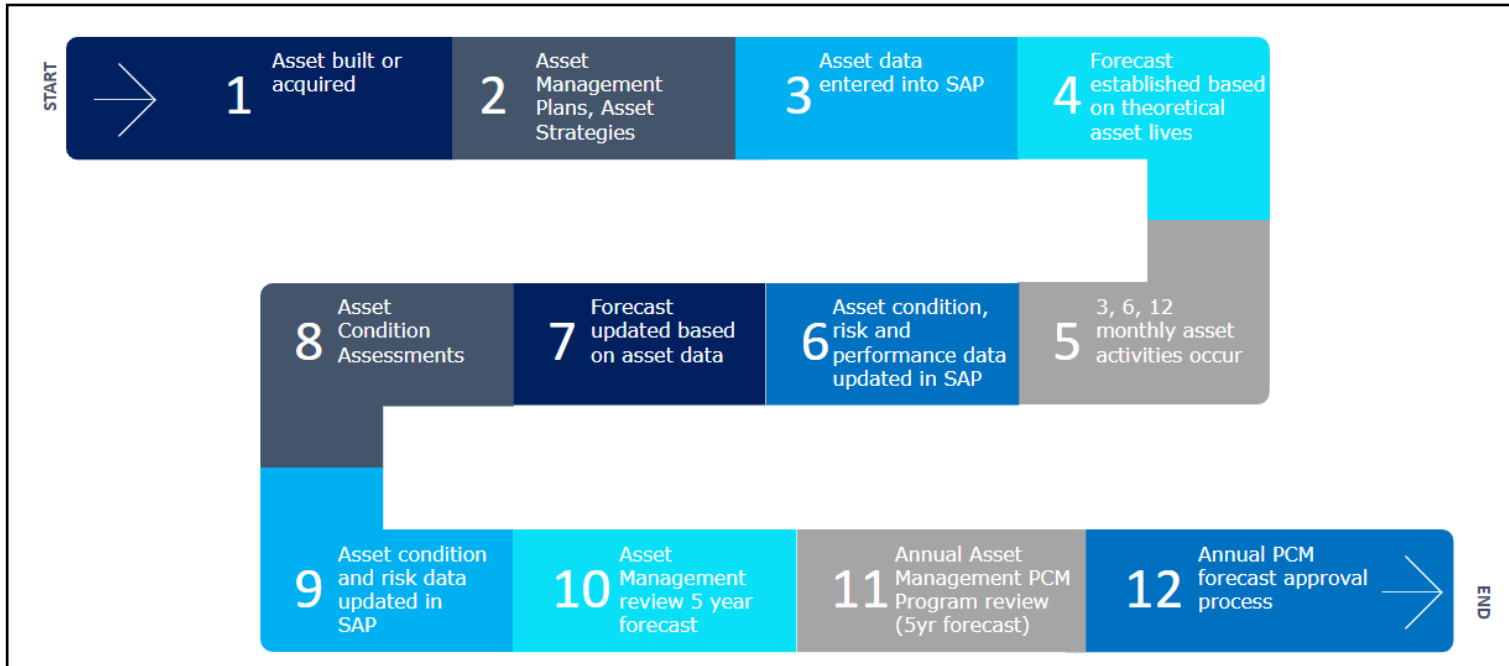 START
1
Asset built or
acquired
2
Asset
Management
Plans, Asset
Strategies
3
Asset data
entered into SAP
4
Forecast
established based
on theoretical
asset lives
5
3, 6, 12
monthly asset
activities occur
6
Asset condition,
risk and
performance data
updated in SAP
7
Forecast
updated based
on asset data
8
Asset
Condition
Assessments
9
Asset condition
and risk data
updated in
SAP
10
Asset
Management
review 5 year
forecast
11
Annual Asset
Management PCM
Program review
(5yr forecast)
12
Annual PCM
forecast approval
process
END